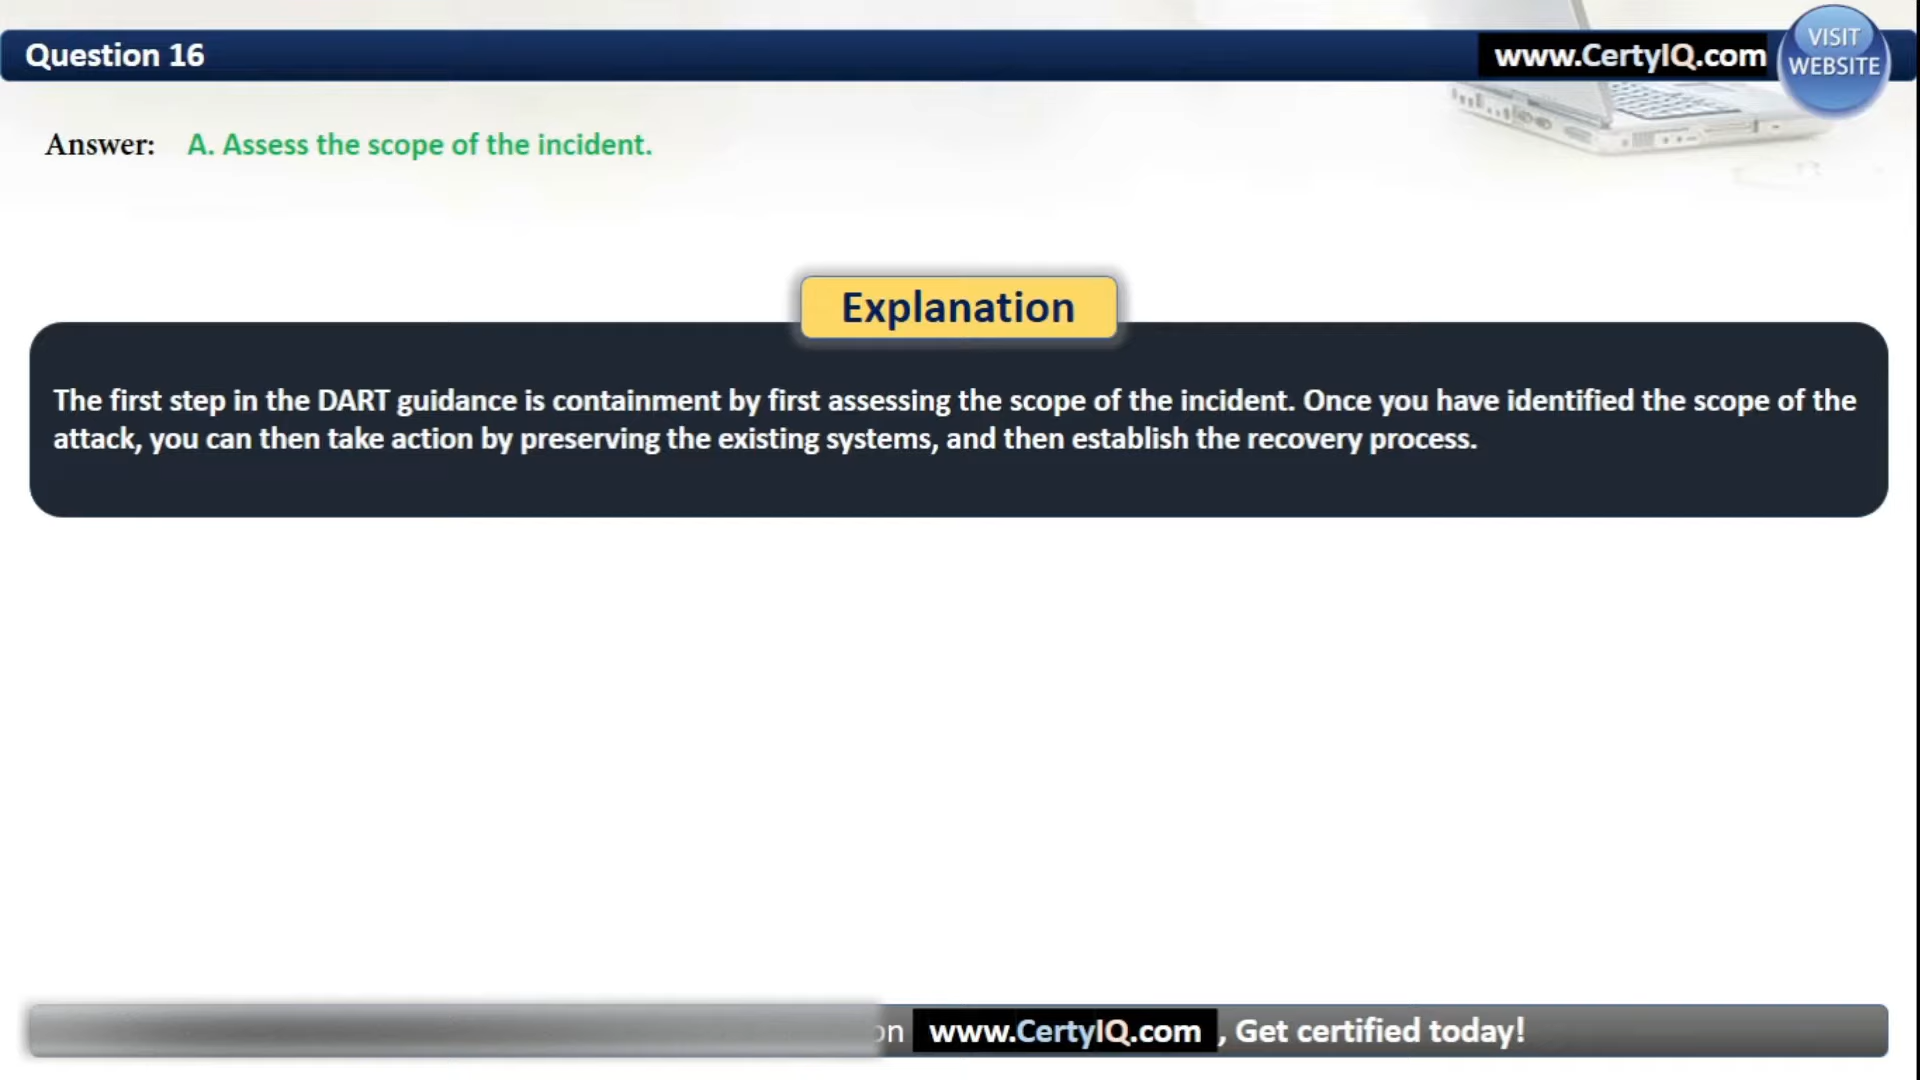 Question 16
www.CertyIQ.com
VISIT
WEBSITE
Answer: A. Assess the scope of the incident.
Explanation
The first step in the DART guidance is containment by first assessing the scope of the incident. Once you have identified the scope of the
attack, you can then take action by preserving the existing systems, and then establish the recovery process.
www.CertyIQ.com , Get certified today!